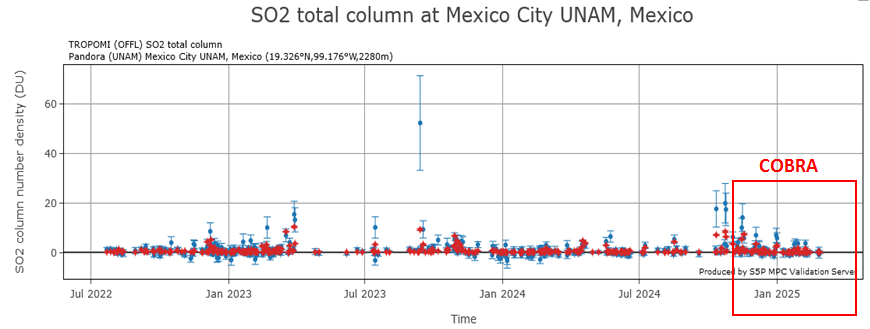 SO2 total column at Mexico City UNAM, Mexico
TROPOMI (OFFL) SO2 total column
Pandora (UNAM) Mexico City UNAM, Mexico (19.326°N,99.176°W,2280m)
SO2 column number density (DU)
60
40
20
0
COBRA
Produced by S5P MPC Validation Server
Jul 2022
Jan 2023
Jul 2023
Jan 2024
Jul 2024
Jan 2025
Time